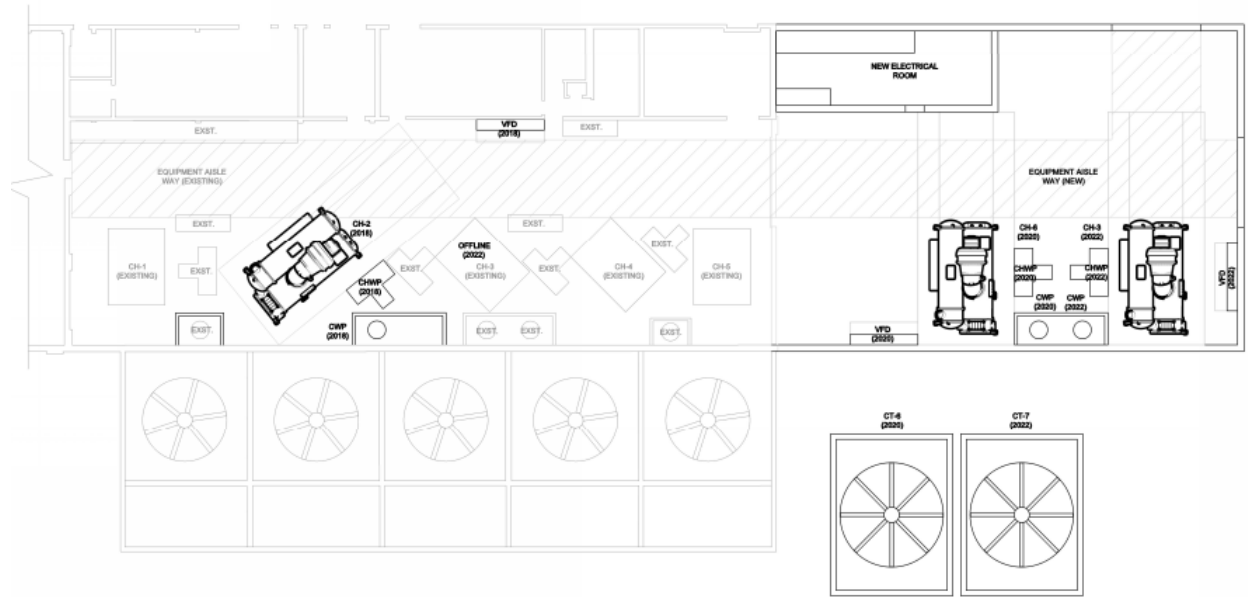 NEW ELECTRICAL
ROOM
EXST.
VFD
(2018)
EXST.
EQUIPMENT AISLE
WAY (EXISTING)
EQUIPMENT AISLE
WAY (NEW)
EXST.
CH-2
(2018)
EXST.
CH-6
(2020)
CH-3
(2022)
OFFLINE
(2022)
EXST.
CH-1
(EXISTING)
EXST.
EXST.
CH-3
(EXISTING)
EXST.
CH-4
(EXISTING)
CH-5
(EXISTING)
CHWP
(2018)
CHWP
(2020)
CHWP
(2022)
VFD
(2022)
CWP
(2020)
CWP
(2022)
EXST.
CWP
(2018)
EXST.
EXST.
EXST.
VFD
(2020)
CT-6
(2020)
CT-7
(2022)